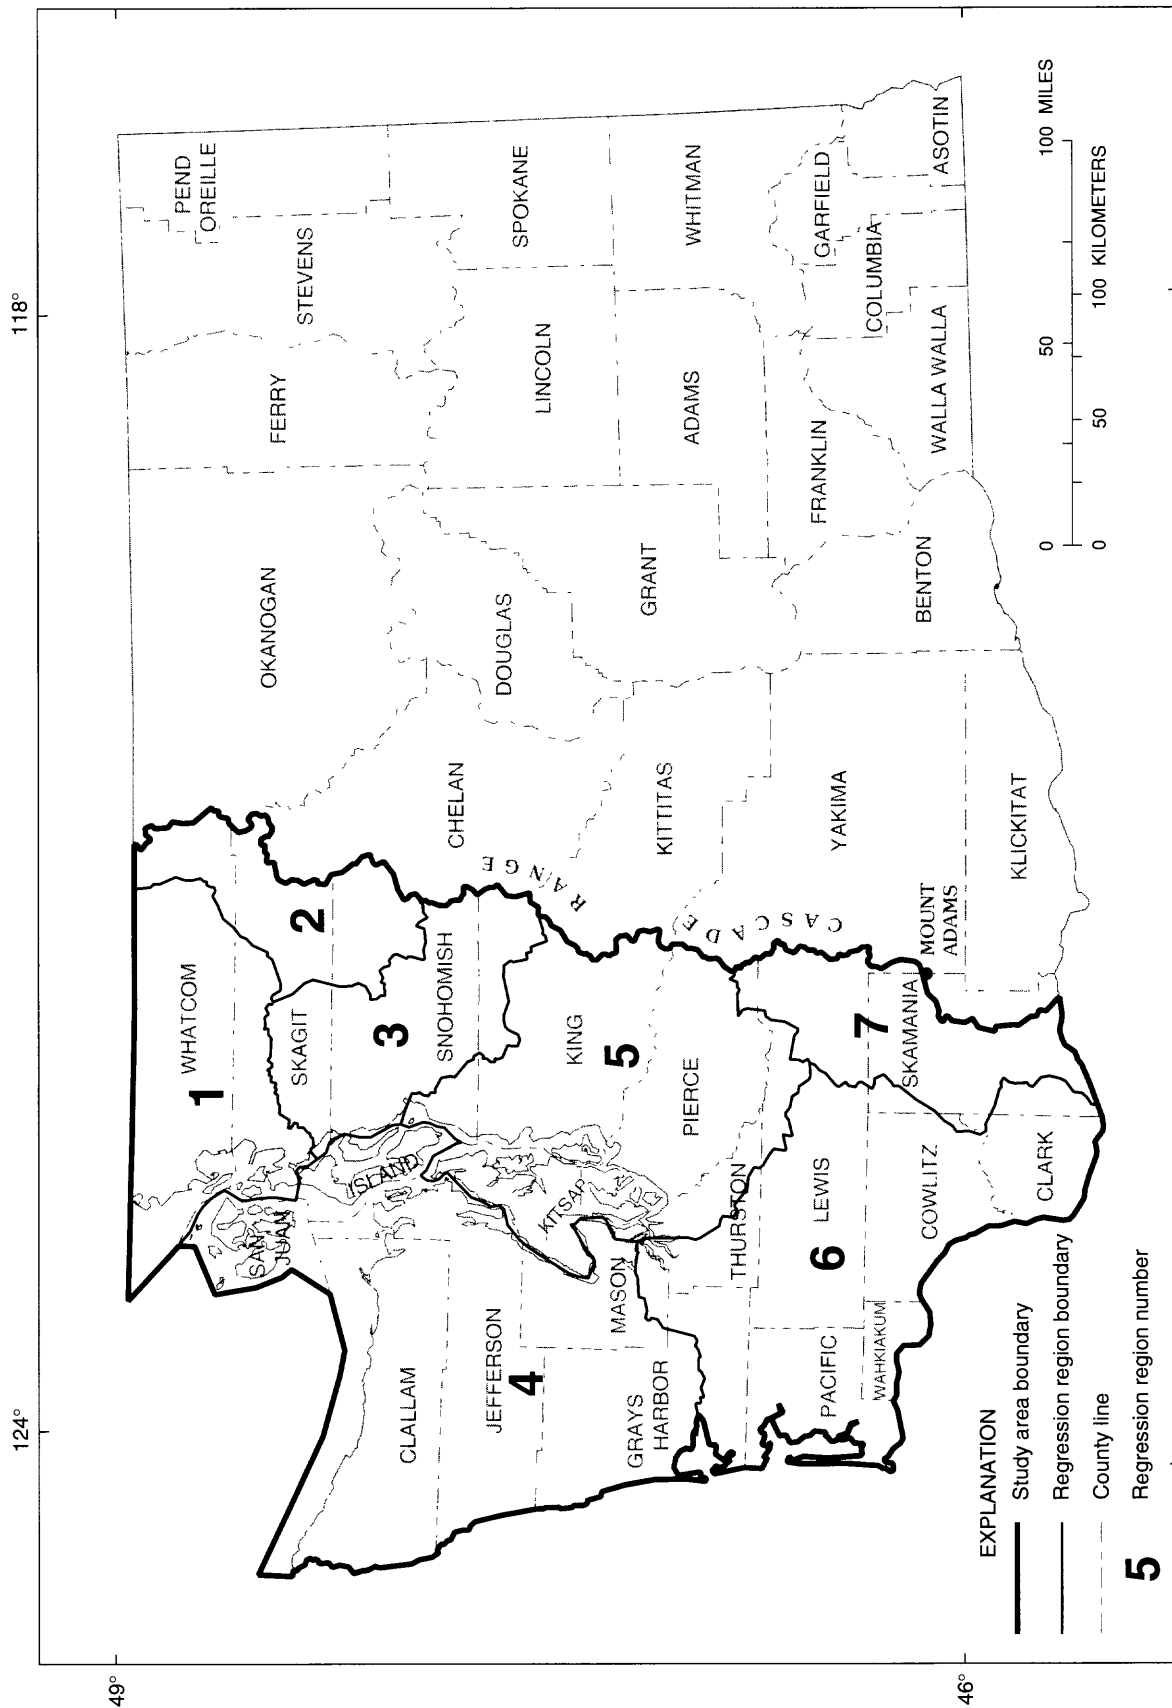 124°
118°
49°
46°
WHATCOM
1
SAN
JUAN
SKAGIT
2
ISLAND
3
SNOHOMISH
CLALLAM
JEFFERSON
4
KITSAP
KING
5
MASON
GRAYS
HARBOR
PIERCE
THURSTON
PACIFIC
LEWIS
6
WAHKIAKUM
COWLITZ
7
SKAMANIA
CLARK
MOUNT
ADAMS
CASCADE
RANGE
OKANOGAN
FERRY
STEVENS
PEND
OREILLE
CHELAN
DOUGLAS
LINCOLN
SPOKANE
KITTITAS
GRANT
ADAMS
WHITMAN
YAKIMA
FRANKLIN
GARFIELD
BENTON
COLUMBIA
WALLA WALLA
ASOTIN
KLICKITAT
0 50 100 MILES
0 50 100 KILOMETERS
EXPLANATION
Study area boundary
Regression region boundary
County line
5 Regression region number